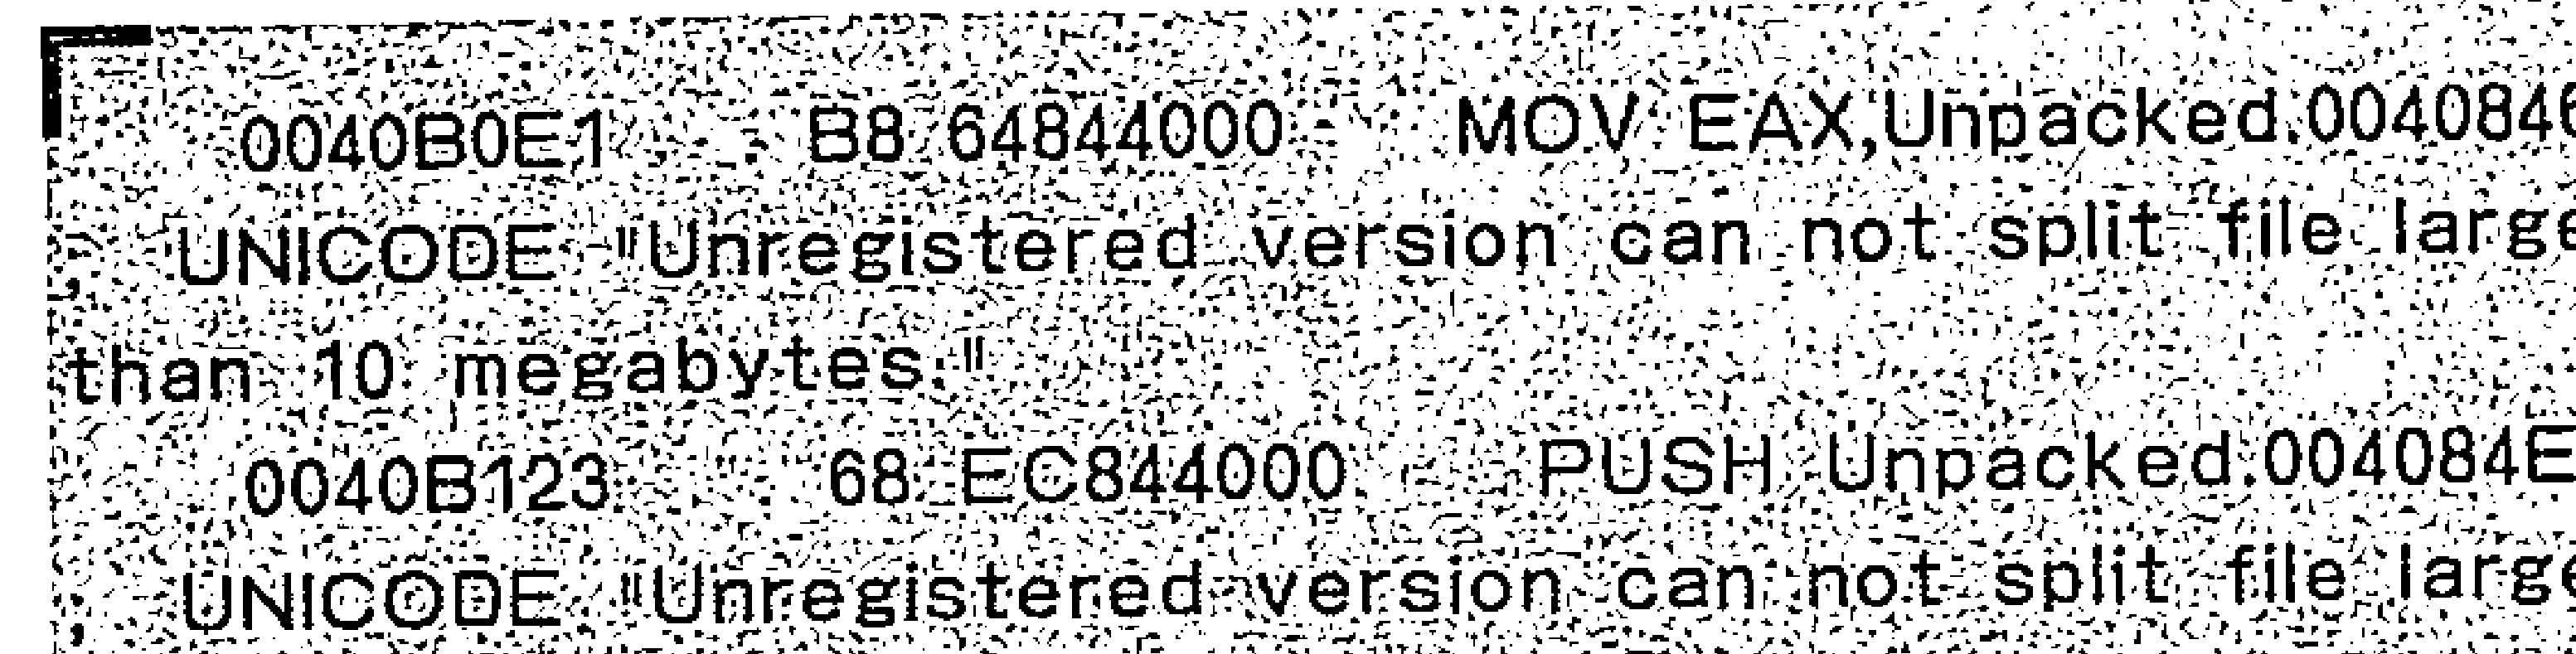 0040B0E1    . B8 64844000   MOV EAX,Unpacked.0040840
;  UNICODE "Unregistered version can not split file large
than 10 megabytes."
0040B123    . 68 EC844000   PUSH Unpacked.004084E
;  UNICODE "Unregistered version can not split file large